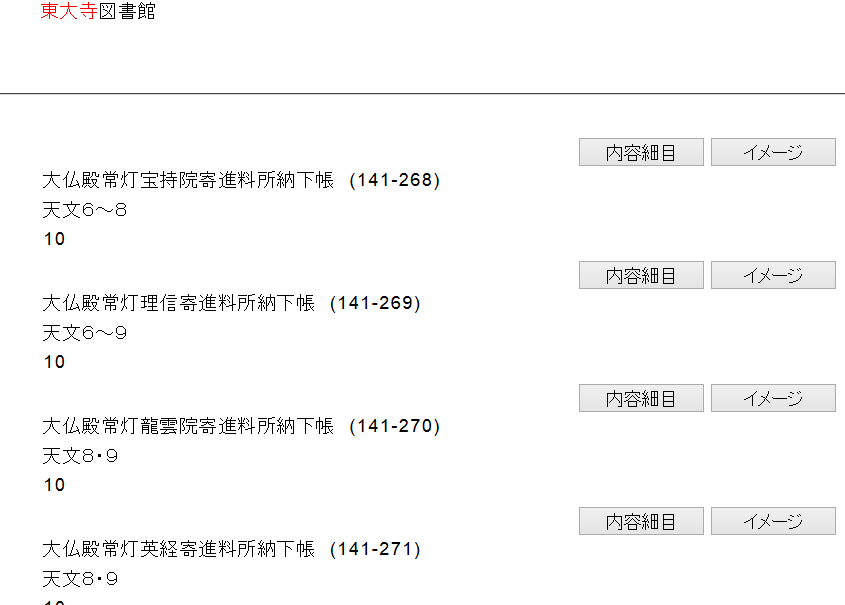 東大寺図書館
内容細目 イメージ
大仏殿常灯宝持院寄進料所納下帳 (141-268)
天文6～8
10
内容細目 イメージ
大仏殿常灯理信寄進料所納下帳 (141-269)
天文6～9
10
内容細目 イメージ
大仏殿常灯龍雲院寄進料所納下帳 (141-270)
天文8・9
10
内容細目 イメージ
大仏殿常灯英経寄進料所納下帳 (141-271)
天文8・9